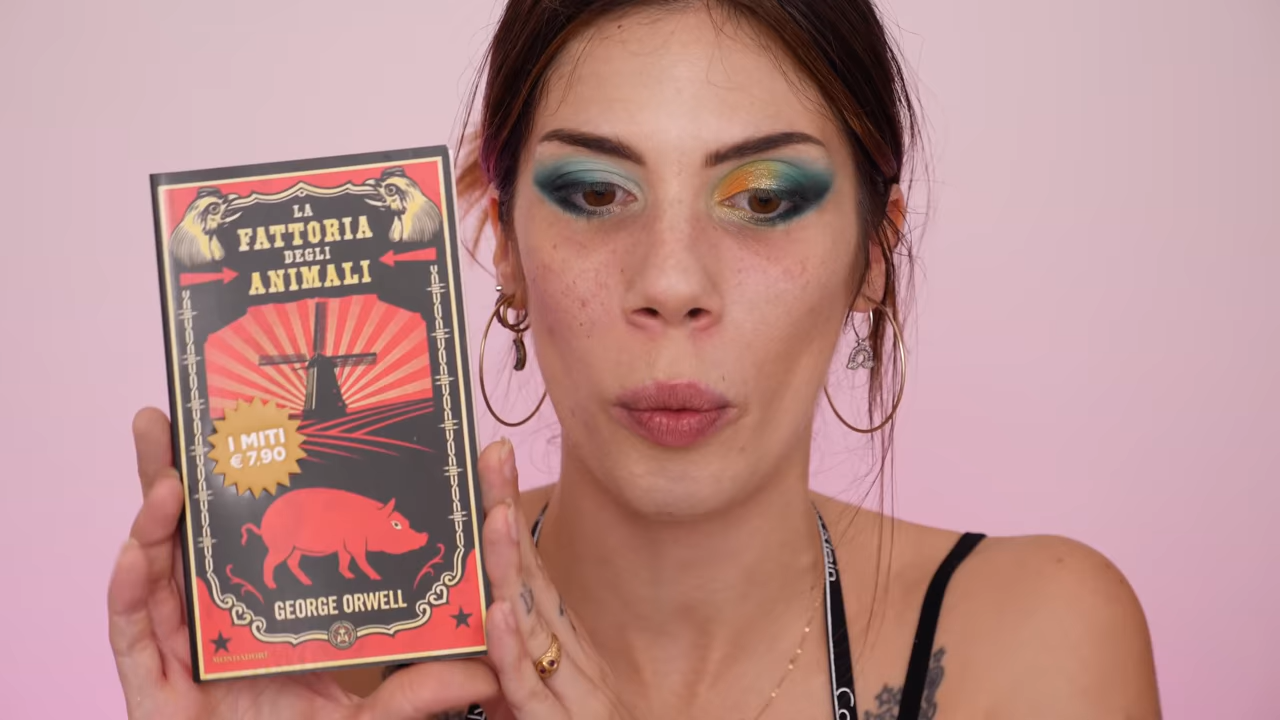 LA
FATTORIA
DEGLI
ANIMALI
I MITI
€ 7,90
GEORGE ORWELL
MONDADORI